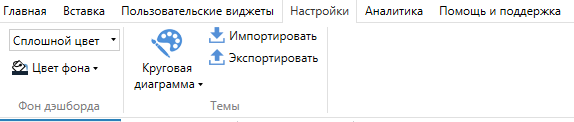 Главная Вставка Пользовательские виджеты Настройки Аналитика Помощь и поддержка
Сплошной цвет
Цвет фона
Фон дэшборда
Круговая
диаграмма
Импортировать
Экспортировать
Темы